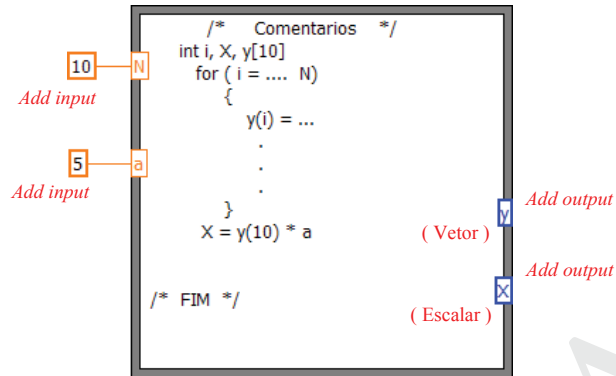 /* Comentarios */
int i, X, y[10]
10 N
for ( i = .... N)
Add input
{
y(i) = ...
.
5 a
.
Add input
.
}
Add output
y
X = y(10) * a
( Vetor )
Add output
X
/* FIM */
( Escalar )